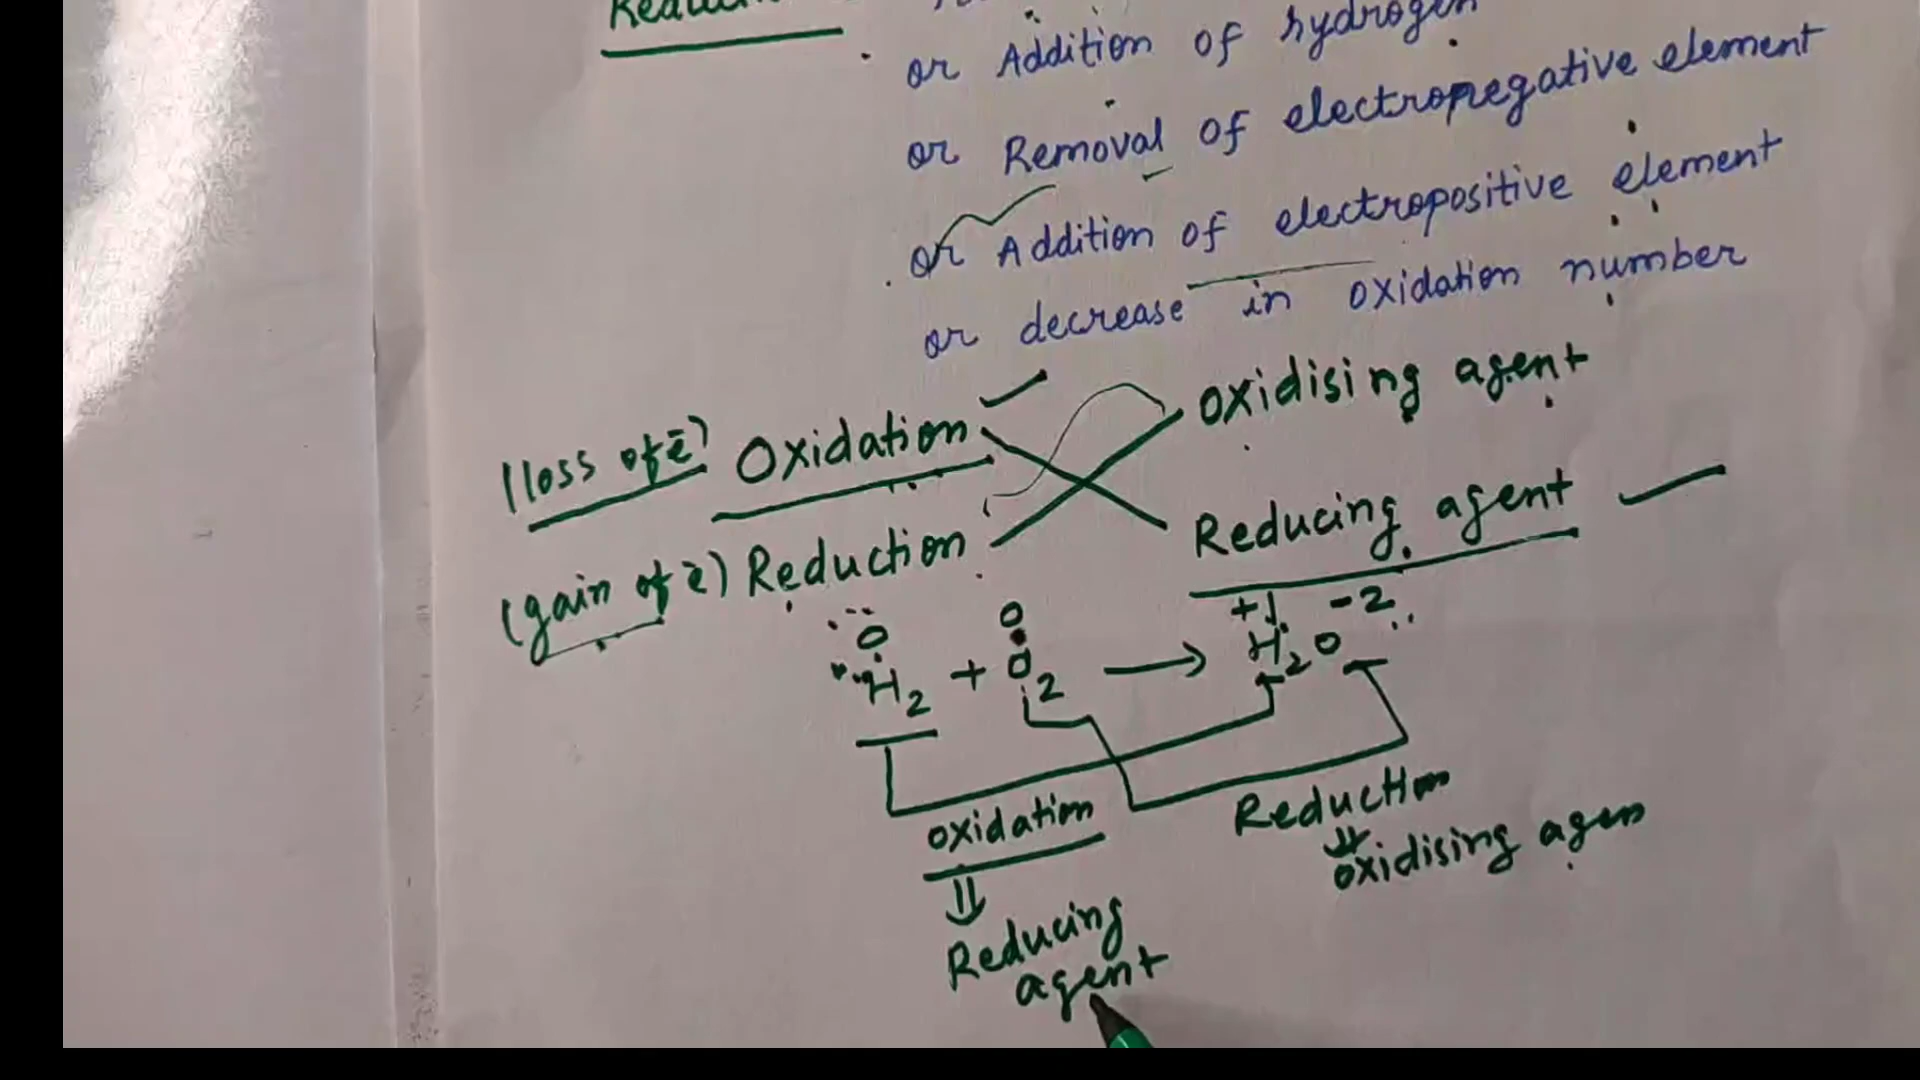 or Addition of hydrogen
or Removal of electronegative element
or Addition of electropositive element
or decrease in oxidation number
(loss of ē) Oxidation
oxidising agent
(gain of ē) Reduction
Reducing agent
0 0 +1 -2
H2 + O2 → H2O
oxidation
Reduction
⇓
oxidising agen
⇓
Reducing
agent